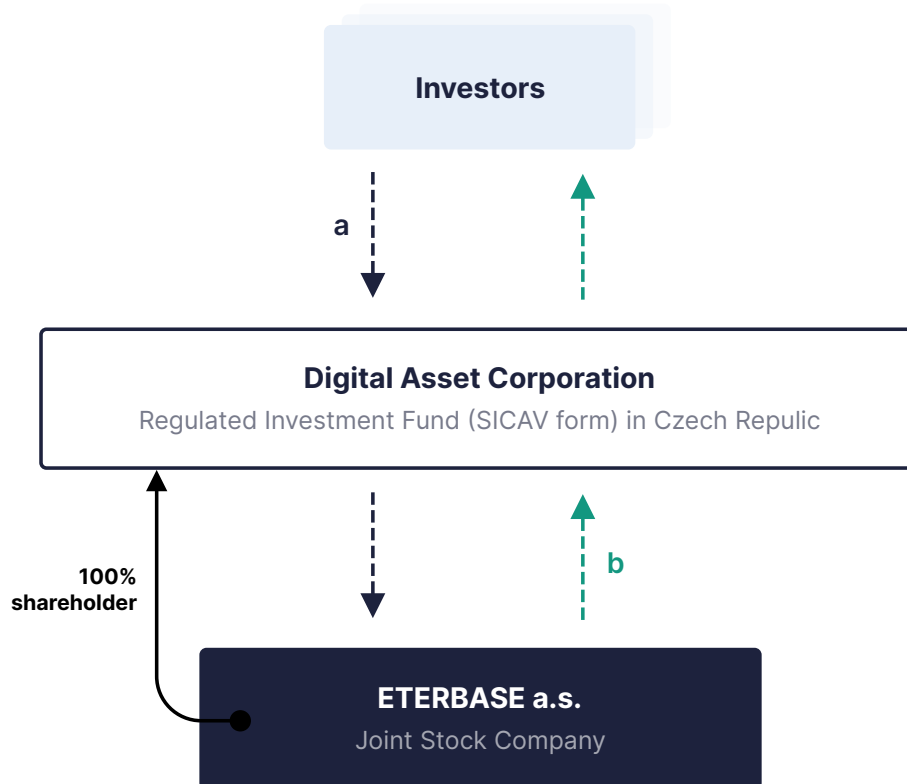 Investors
a
Digital Asset Corporation
Regulated Investment Fund (SICAV form) in Czech Repulic
100%
shareholder
b
ETERBASE a.s.
Joint Stock Company